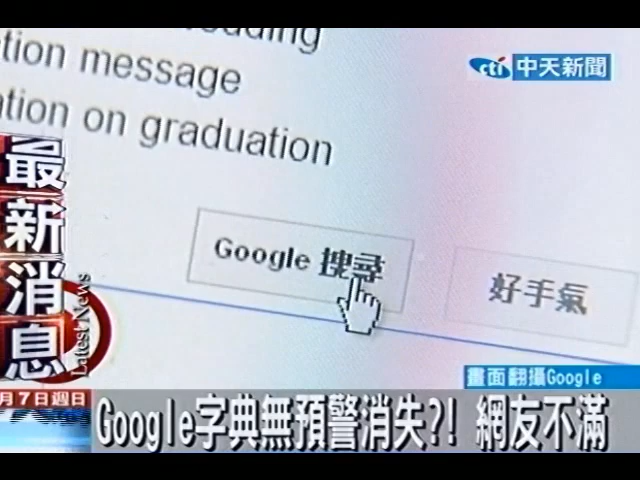 tion message
ation on graduation
cti 中天新聞
最新消息
Latest News
Google 搜尋
好手氣
畫面翻攝Google
月7日週日
Google字典無預警消失?! 網友不滿